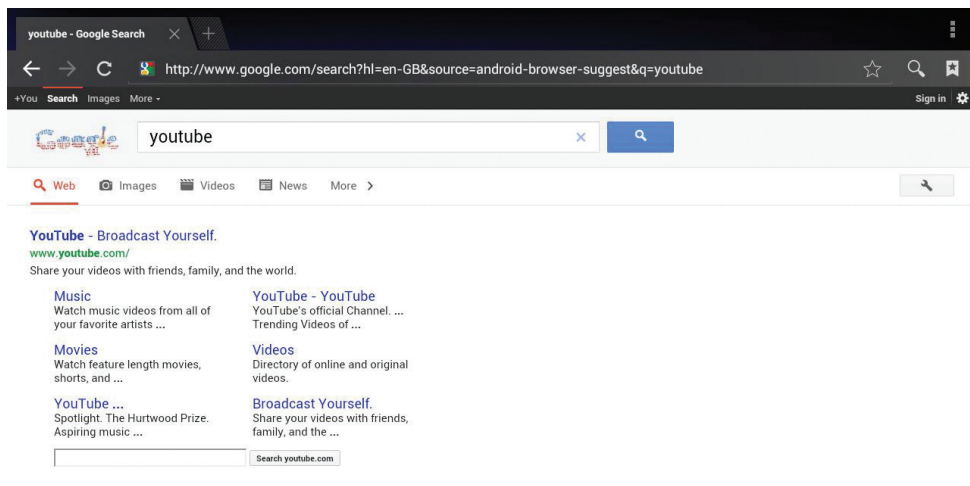 youtube - Google Search
http://www.google.com/search?hl=en-GB&source=android-browser-suggest&q=youtube
+You Search Images More
Sign in
Google
youtube
Web Images Videos News More
YouTube - Broadcast Yourself.
www.youtube.com/
Share your videos with friends, family, and the world.
Music
Watch music videos from all of
your favorite artists ...
YouTube - YouTube
YouTube's official Channel. ...
Trending Videos of ...
Movies
Watch feature length movies,
shorts, and ...
Videos
Directory of online and original
videos.
YouTube ...
Spotlight. The Hurtwood Prize.
Aspiring music ...
Broadcast Yourself.
Share your videos with friends,
family, and the ...
Search youtube.com